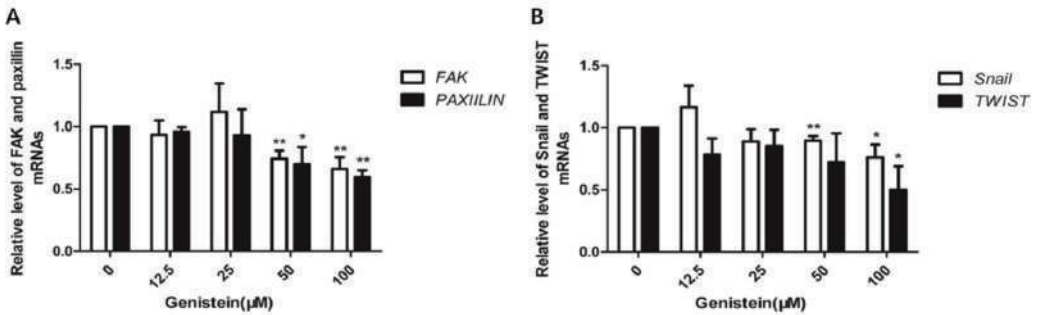 A
Relative level of FAK and paxillin
mRNAs
1.5
1.0
0.5
0.0
FAK
PAXIILIN
**
*
**
**
0
12.5
25
50
100
Genistein(μM)
B
Relative level of Snail and TWIST
mRNAs
1.5
1.0
0.5
0.0
Snail
TWIST
**
*
*
0
12.5
25
50
100
Genistein(μM)